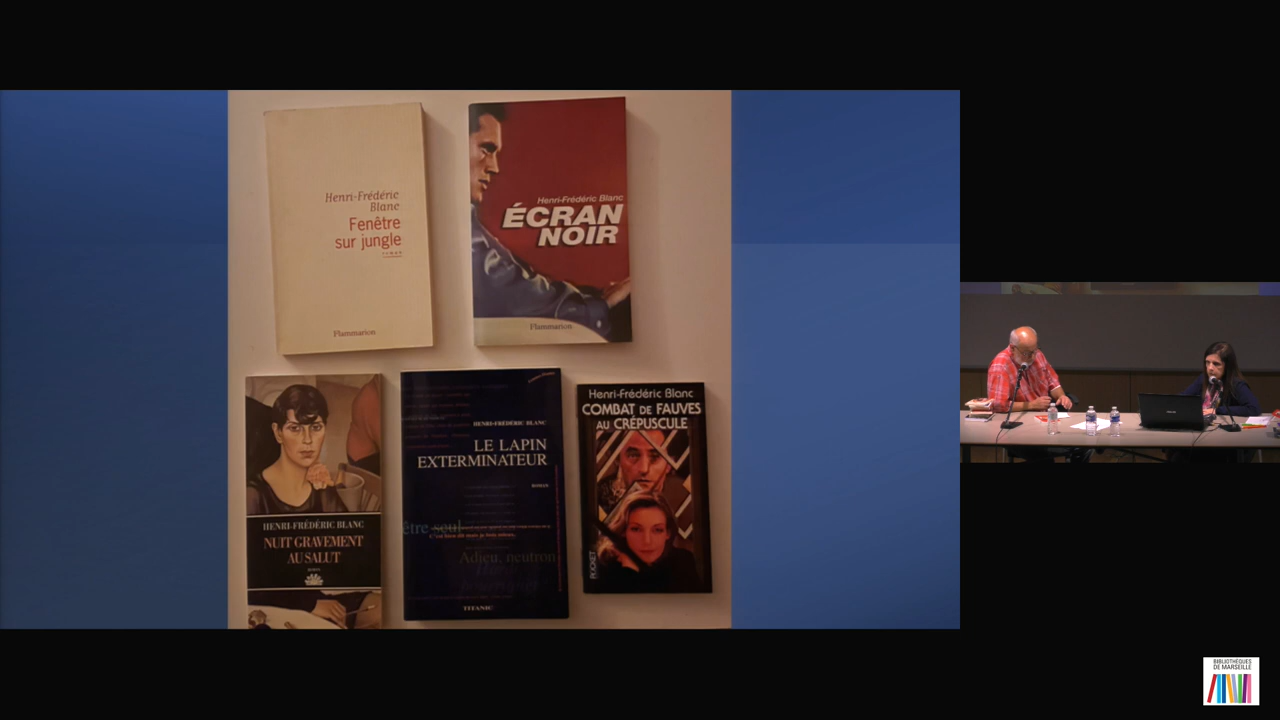 Henri-Frédéric
Blanc
Fenêtre
sur jungle
roman
Flammarion
Henri-Frédéric Blanc
ÉCRAN
NOIR
Flammarion
HENRI-FRÉDÉRIC BLANC
NUIT GRAVEMENT
AU SALUT
HENRI-FRÉDÉRIC BLANC
LE LAPIN
EXTERMINATEUR
ROMAN
être seul
Adieu, neutron
TITANIC
Henri-Frédéric Blanc
COMBAT DE FAUVES
AU CRÉPUSCULE
POCKET
BIBLIOTHÈQUES
DE MARSEILLE